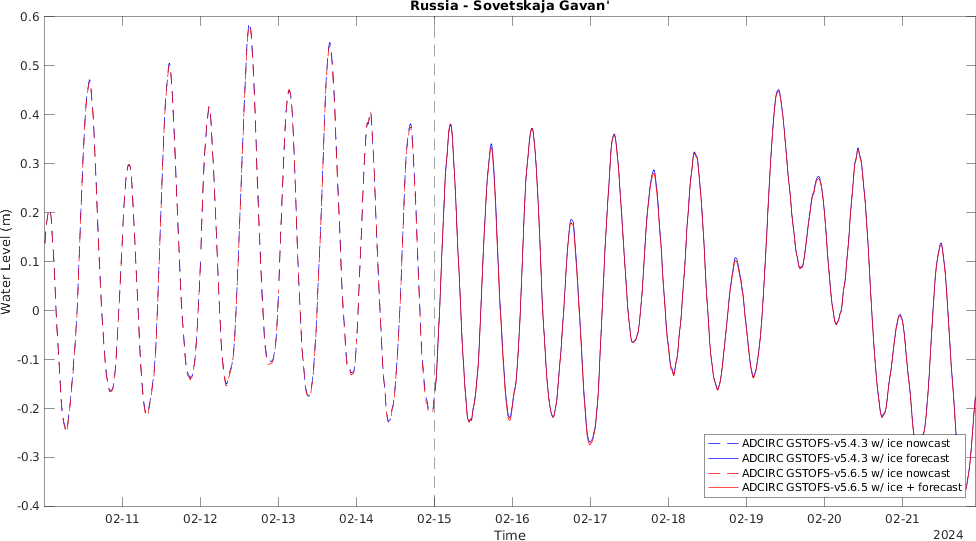 Russia - Sovetskaja Gavan'
0.6
0.5
0.4
0.3
0.2
0.1
0
-0.1
-0.2
-0.3
-0.4
Water Level (m)
ADCIRC GSTOFS-v5.4.3 w/ ice nowcast
ADCIRC GSTOFS-v5.4.3 w/ ice forecast
ADCIRC GSTOFS-v5.6.5 w/ ice nowcast
ADCIRC GSTOFS-v5.6.5 w/ ice + forecast
02-11 02-12 02-13 02-14 02-15 02-16 02-17 02-18 02-19 02-20 02-21
Time
2024